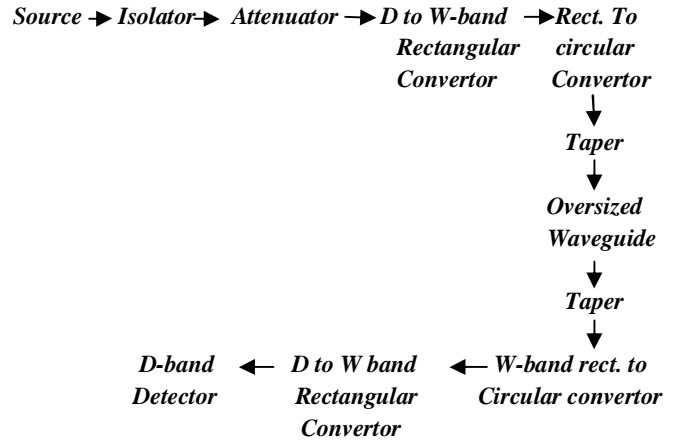 Source Isolator Attenuator D to W-band Rect. To
Rectangular circular
Convertor Convertor
Taper
Oversized
Waveguide
Taper
D-band D to W band W-band rect. to
Detector Rectangular Circular convertor
Convertor